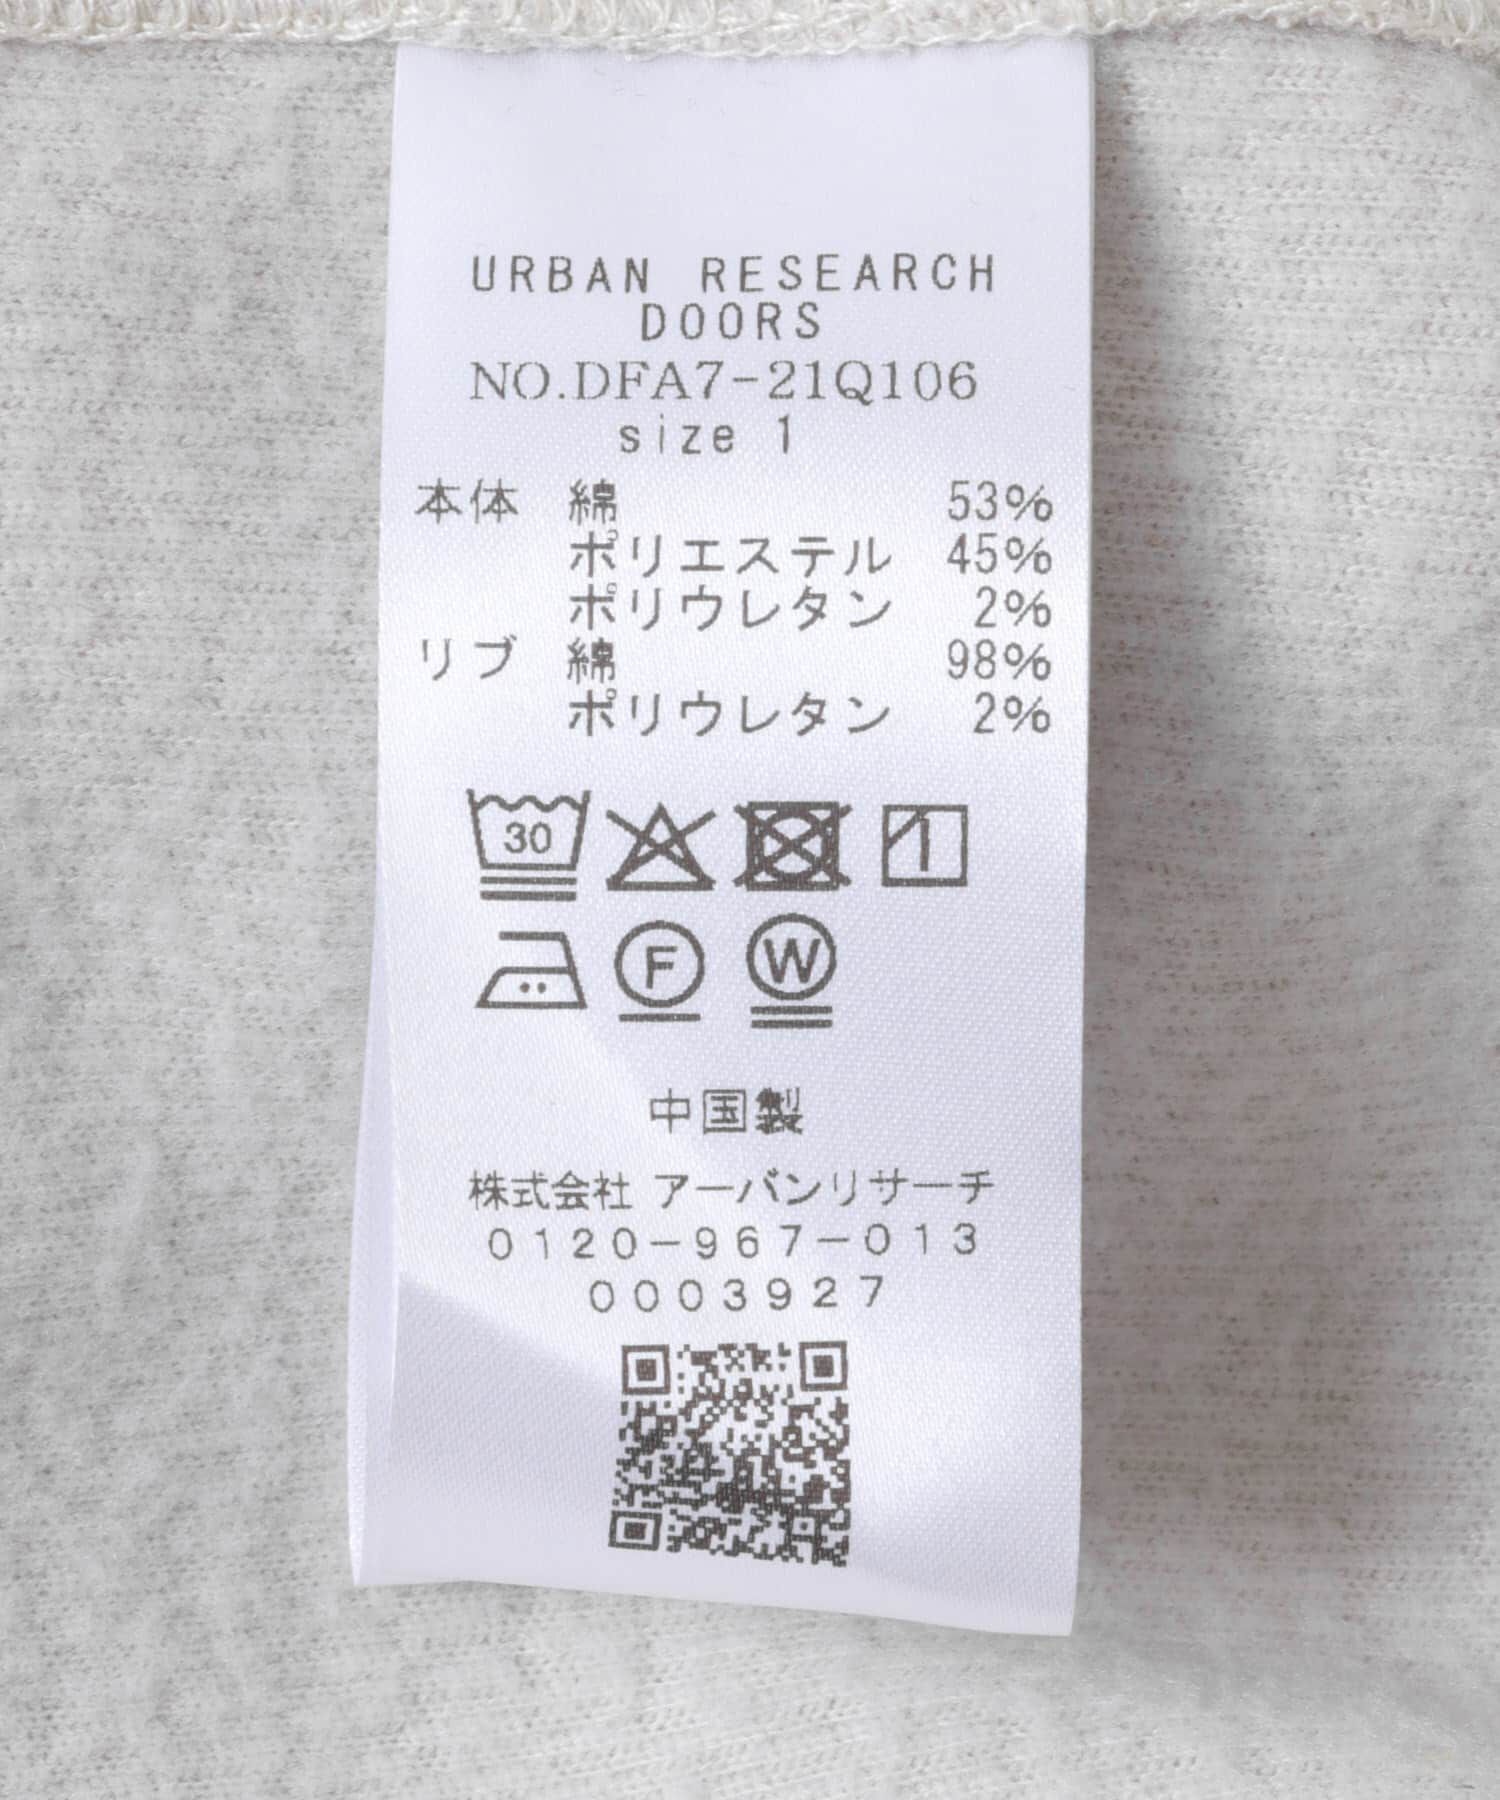 URBAN RESEARCH
DOORS
NO.DFA7-21Q106
size 1
本体 綿 53%
ポリエステル 45%
ポリウレタン 2%
リブ 綿 98%
ポリウレタン 2%
30
F W
中国製
株式会社 アーバンリサーチ
0120-967-013
0003927